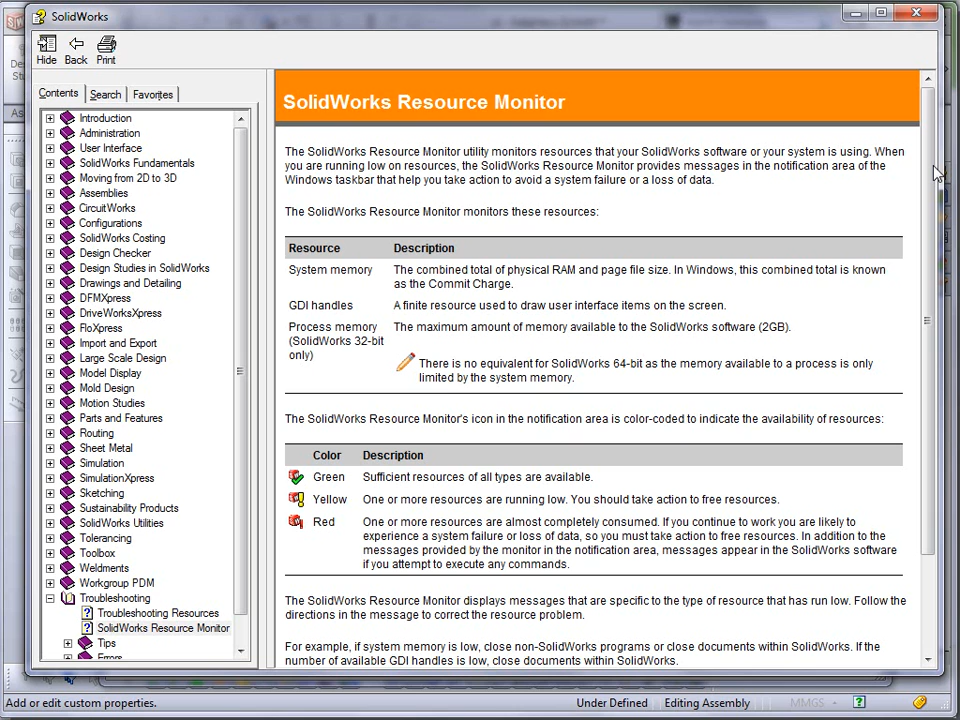 SolidWorks
Hide Back Print
Contents Search Favorites
Introduction
Administration
User Interface
SolidWorks Fundamentals
Moving from 2D to 3D
Assemblies
CircuitWorks
Configurations
SolidWorks Costing
Design Checker
Design Studies in SolidWorks
Drawings and Detailing
DFMXpress
DriveWorksXpress
FloXpress
Import and Export
Large Scale Design
Model Display
Mold Design
Motion Studies
Parts and Features
Routing
Sheet Metal
Simulation
SimulationXpress
Sketching
Sustainability Products
SolidWorks Utilities
Tolerancing
Toolbox
Weldments
Workgroup PDM
Troubleshooting
Troubleshooting Resources
SolidWorks Resource Monitor
Tips
Errors
SolidWorks Resource Monitor
The SolidWorks Resource Monitor utility monitors resources that your SolidWorks software or your system is using. When
you are running low on resources, the SolidWorks Resource Monitor provides messages in the notification area of the
Windows taskbar that help you take action to avoid a system failure or a loss of data.
The SolidWorks Resource Monitor monitors these resources:
Resource Description
System memory The combined total of physical RAM and page file size. In Windows, this combined total is known
as the Commit Charge.
GDI handles A finite resource used to draw user interface items on the screen.
Process memory The maximum amount of memory available to the SolidWorks software (2GB).
(SolidWorks 32-bit
only)
There is no equivalent for SolidWorks 64-bit as the memory available to a process is only
limited by the system memory.
The SolidWorks Resource Monitor's icon in the notification area is color-coded to indicate the availability of resources:
Color Description
Green Sufficient resources of all types are available.
Yellow One or more resources are running low. You should take action to free resources.
Red One or more resources are almost completely consumed. If you continue to work you are likely to
experience a system failure or loss of data, so you must take action to free resources. In addition to the
messages provided by the monitor in the notification area, messages appear in the SolidWorks software
if you attempt to execute any commands.
The SolidWorks Resource Monitor displays messages that are specific to the type of resource that has run low. Follow the
directions in the message to correct the resource problem.
For example, if system memory is low, close non-SolidWorks programs or close documents within SolidWorks. If the
number of available GDI handles is low, close documents within SolidWorks.
Add or edit custom properties. Under Defined Editing Assembly MMGS